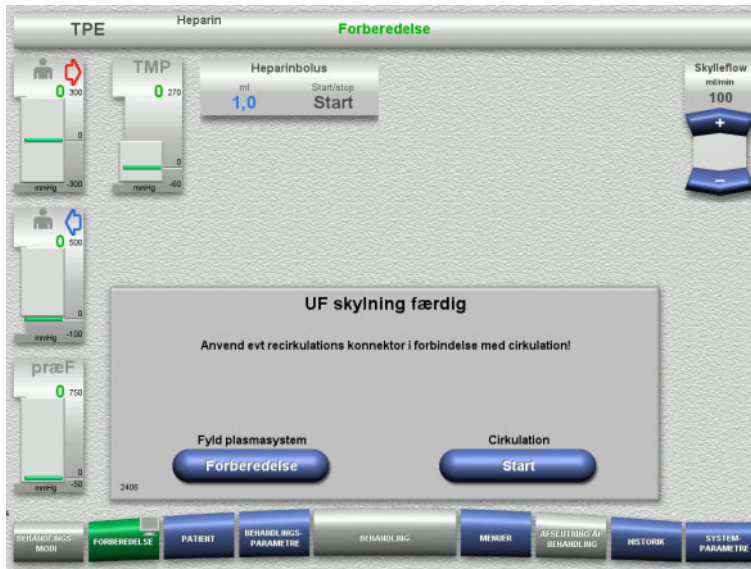 TPE
Heparin
Forberedelse
0
300
0
-300
mmHg
TMP
0
270
0
-60
mmHg
Heparinbolus
ml
Start/stop
1,0
Start
Skylleflow
ml/min
100
+
−
0
500
0
-100
mmHg
præF
0
750
0
-50
mmHg
UF skylning færdig
Anvend evt recirkulations konnektor i forbindelse med cirkulation!
Fyld plasmasystem
Cirkulation
Forberedelse
Start
2406
BEHANDLINGS-
MODI
FORBEREDELSE
PATIENT
BEHANDLINGS-
PARAMETRE
BEHANDLING
MENUER
AFSLUTNING AF
BEHANDLING
HISTORIK
SYSTEM-
PARAMETRE